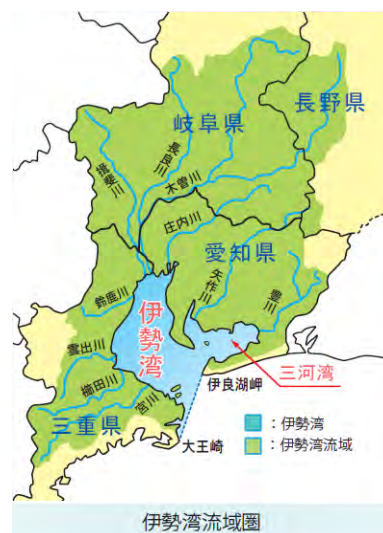 長野県
岐阜県
揖斐川
長良川
木曽川
庄内川
愛知県
矢作川
豊川
鈴鹿川
伊勢湾
雲出川
櫛田川
宮川
三重県
三河湾
伊良湖岬
大王崎
：伊勢湾
：伊勢湾流域
伊勢湾流域圏